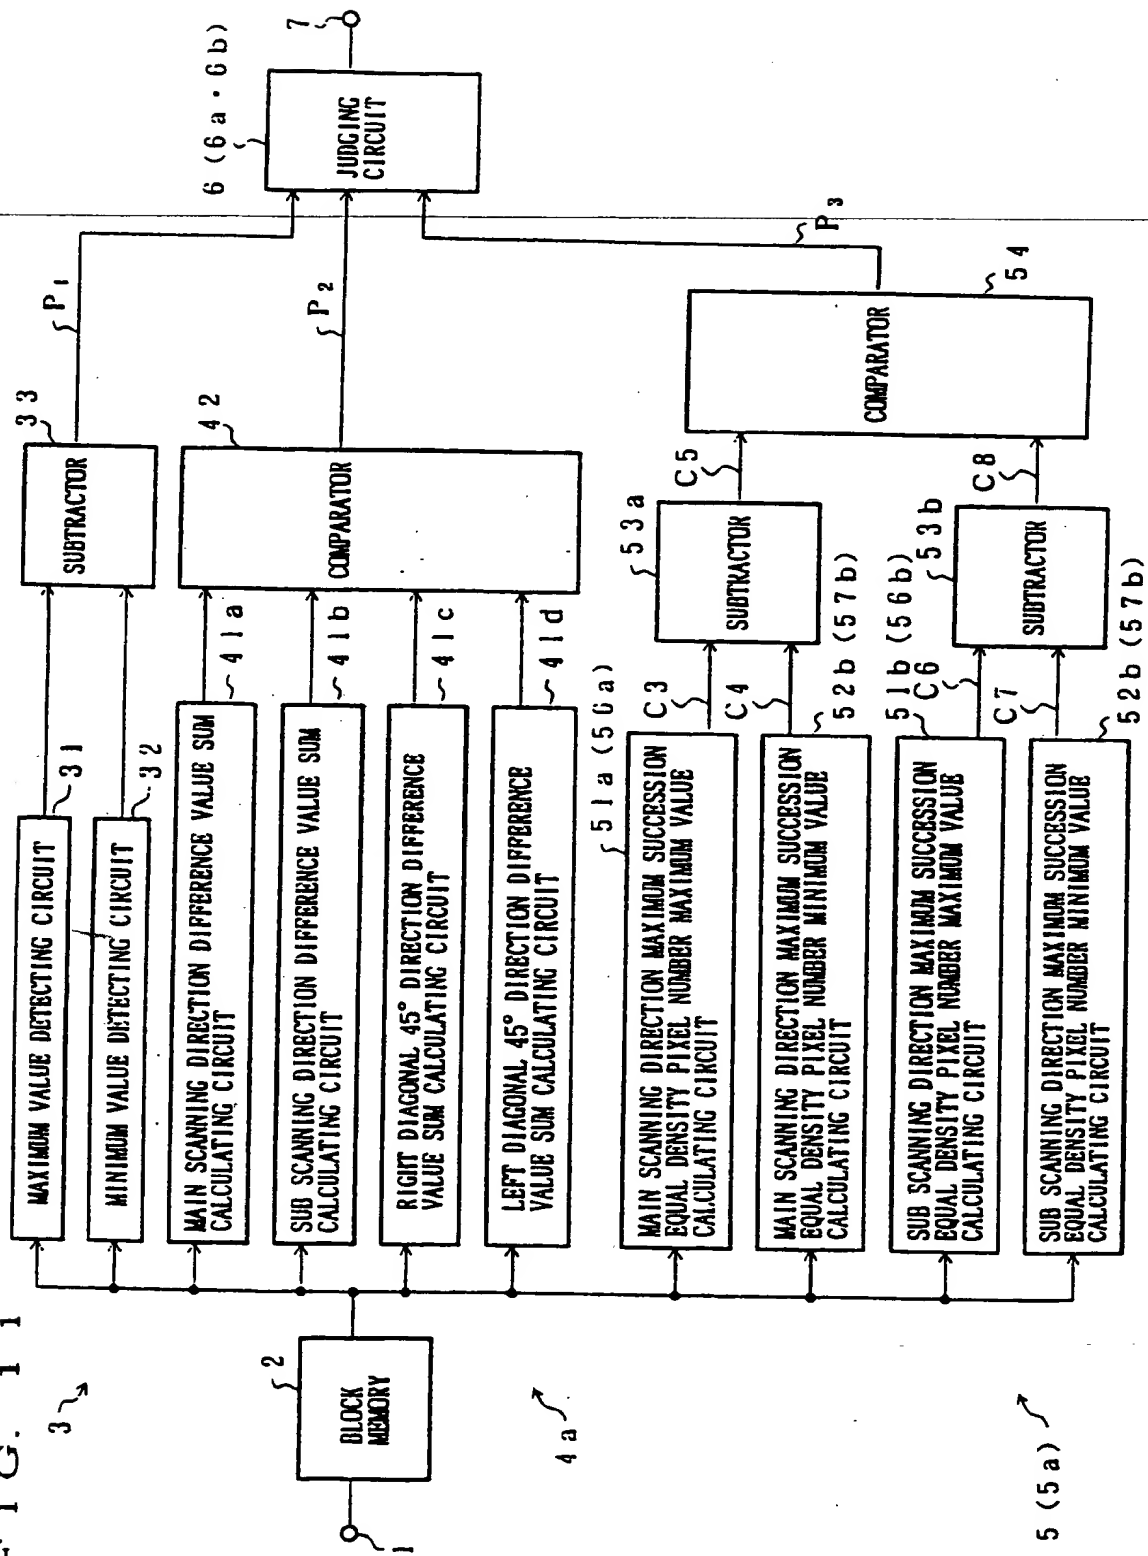 FIG. 11
3
1
2
BLOCK
MEMORY
4a
5 (5a)
MAXIMUM VALUE DETECTING CIRCUIT
31
MINIMUM VALUE DETECTING CIRCUIT
32
MAIN SCANNING DIRECTION DIFFERENCE VALUE SUM
CALCULATING CIRCUIT
41a
SUB SCANNING DIRECTION DIFFERENCE VALUE SUM
CALCULATING CIRCUIT
41b
RIGHT DIAGONAL 45° DIRECTION DIFFERENCE
VALUE SUM CALCULATING CIRCUIT
41c
LEFT DIAGONAL 45° DIRECTION DIFFERENCE
VALUE SUM CALCULATING CIRCUIT
41d
51a (56a)
MAIN SCANNING DIRECTION MAXIMUM SUCCESSION
EQUAL DENSITY PIXEL NUMBER MAXIMUM VALUE
CALCULATING CIRCUIT
C3
MAIN SCANNING DIRECTION MAXIMUM SUCCESSION
EQUAL DENSITY PIXEL NUMBER MINIMUM VALUE
CALCULATING CIRCUIT
C4
52b (57b)
51b (56b)
SUB SCANNING DIRECTION MAXIMUM SUCCESSION
EQUAL DENSITY PIXEL NUMBER MAXIMUM VALUE
CALCULATING CIRCUIT
C6
SUB SCANNING DIRECTION MAXIMUM SUCCESSION
EQUAL DENSITY PIXEL NUMBER MINIMUM VALUE
CALCULATING CIRCUIT
C7
52b (57b)
33
SUBTRACTOR
P1
42
COMPARATOR
P2
53a
SUBTRACTOR
C5
53b
SUBTRACTOR
C8
COMPARATOR
54
P3
6 (6a · 6b)
JUDGING
CIRCUIT
7